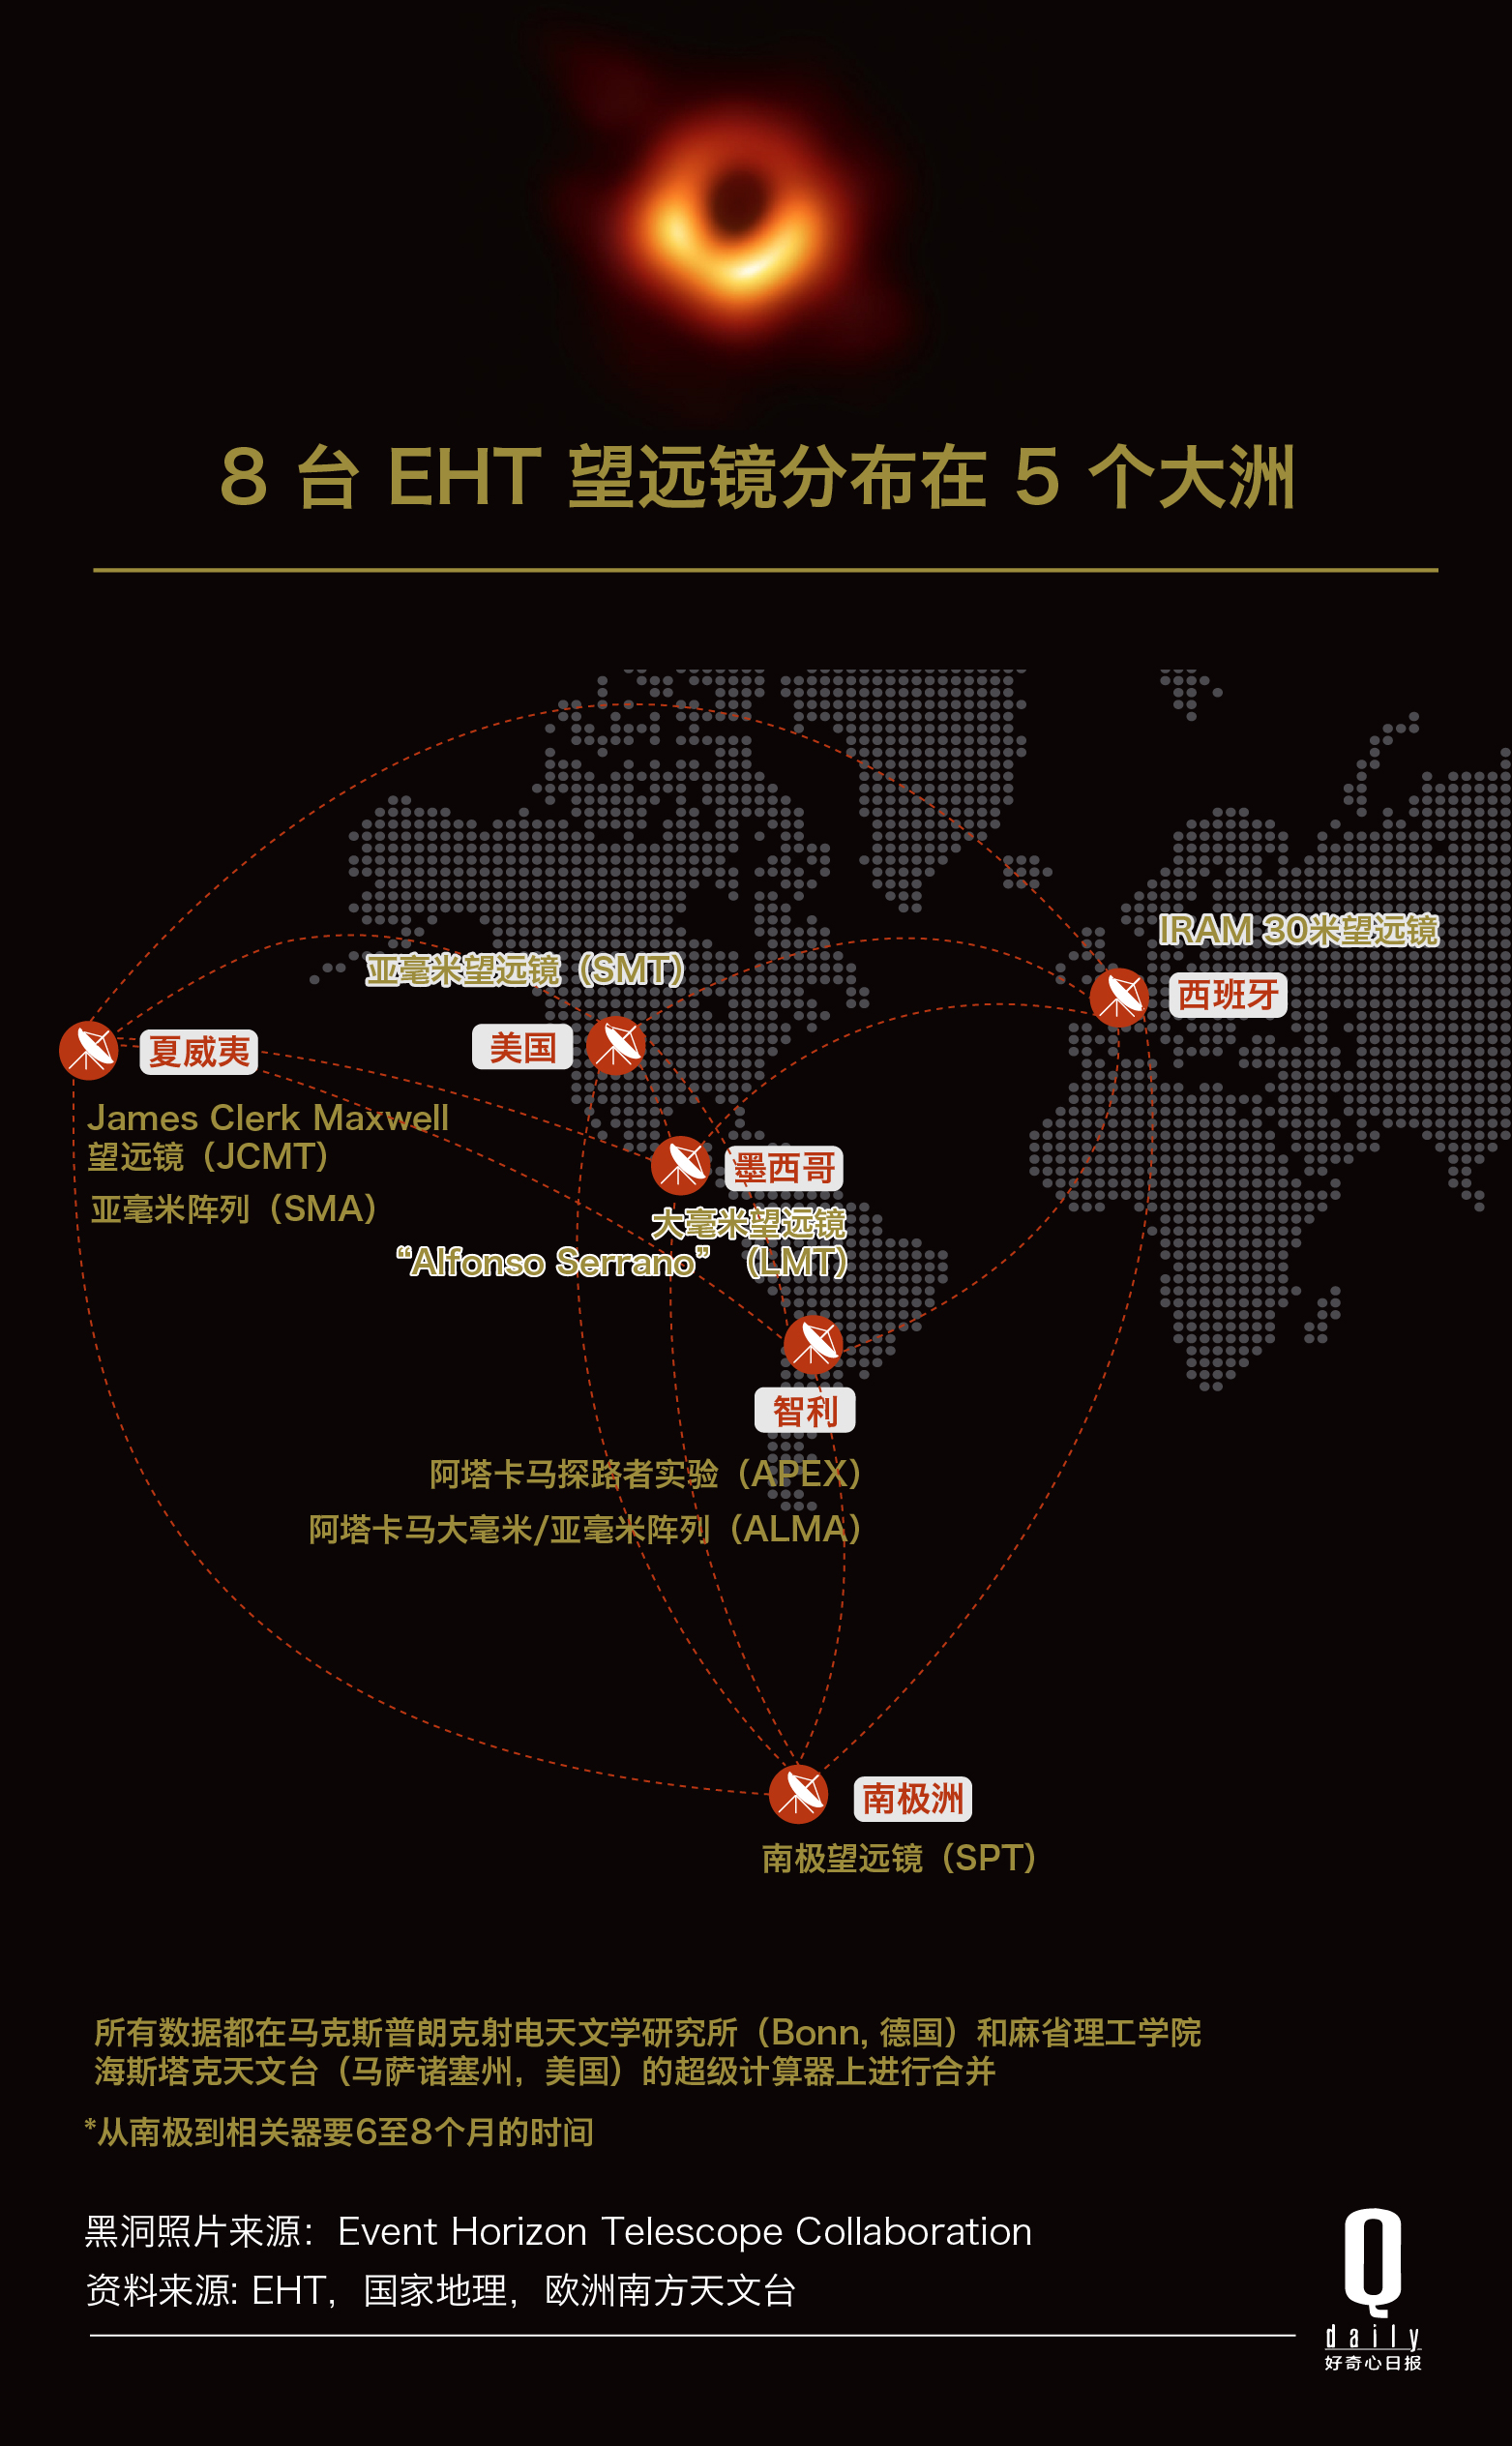 8 台 EHT 望远镜分布在 5 个大洲
IRAM 30米望远镜
亚毫米望远镜（SMT）
西班牙
夏威夷
美国
James Clerk Maxwell
望远镜（JCMT）
亚毫米阵列（SMA）
墨西哥
大毫米望远镜
“Alfonso Serrano”（LMT）
智利
阿塔卡马探路者实验（APEX）
阿塔卡马大毫米/亚毫米阵列（ALMA）
南极洲
南极望远镜（SPT）
所有数据都在马克斯普朗克射电天文学研究所（Bonn, 德国）和麻省理工学院
海斯塔克天文台（马萨诸塞州，美国）的超级计算器上进行合并
*从南极到相关器要6至8个月的时间
黑洞照片来源：Event Horizon Telescope Collaboration
资料来源: EHT，国家地理，欧洲南方天文台
Q
daily
好奇心日报